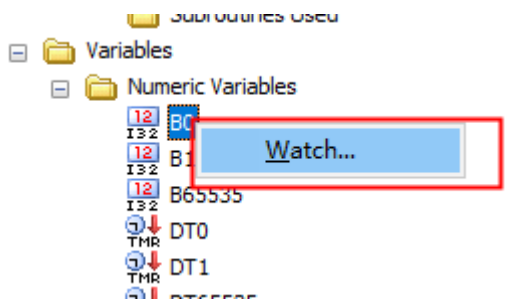 Subroutines Used
Variables
Numeric Variables
12
I32
B0
Watch...
12
I32
B1
12
I32
B65535
TMR
DT0
TMR
DT1
DT65535